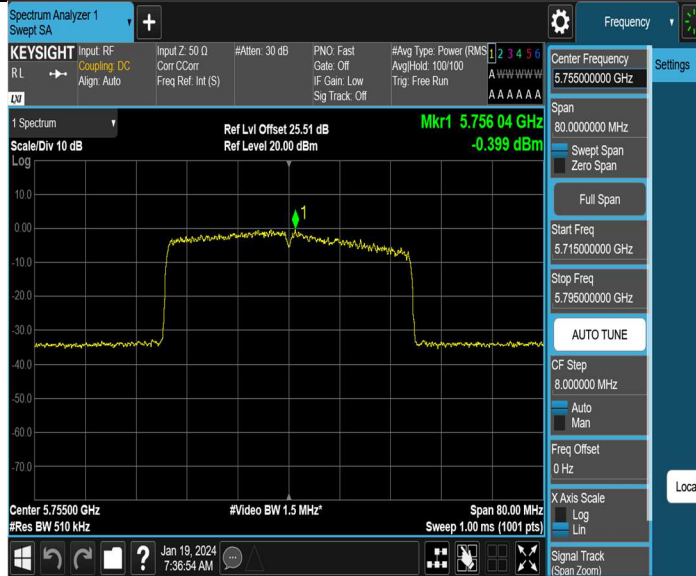 Spectrum Analyzer 1
Swept SA
Frequency
KEYSIGHT
RL
LXI
Input: RF
Coupling: DC
Align: Auto
Input Z: 50 Ω
Corr CCorr
Freq Ref: Int (S)
#Atten: 30 dB
PNO: Fast
Gate: Off
IF Gain: Low
Sig Track: Off
#Avg Type: Power (RMS
Avg|Hold: 100/100
Trig: Free Run
1 2 3 4 5 6
A W W W W W
A A A A A A
Center Frequency
5.755000000 GHz
Settings
Span
80.0000000 MHz
Swept Span
Zero Span
Full Span
Start Freq
5.715000000 GHz
Stop Freq
5.795000000 GHz
AUTO TUNE
CF Step
8.000000 MHz
Auto
Man
Freq Offset
0 Hz
X Axis Scale
Log
Lin
Signal Track
(Span Zoom)
Loca
1 Spectrum
Scale/Div 10 dB
Log
Ref Lvl Offset 25.51 dB
Ref Level 20.00 dBm
Mkr1 5.756 04 GHz
-0.399 dBm
1
10.0
0.00
-10.0
-20.0
-30.0
-40.0
-50.0
-60.0
-70.0
Center 5.75500 GHz
#Res BW 510 kHz
#Video BW 1.5 MHz*
Span 80.00 MHz
Sweep 1.00 ms (1001 pts)
?
Jan 19, 2024
7:36:54 AM